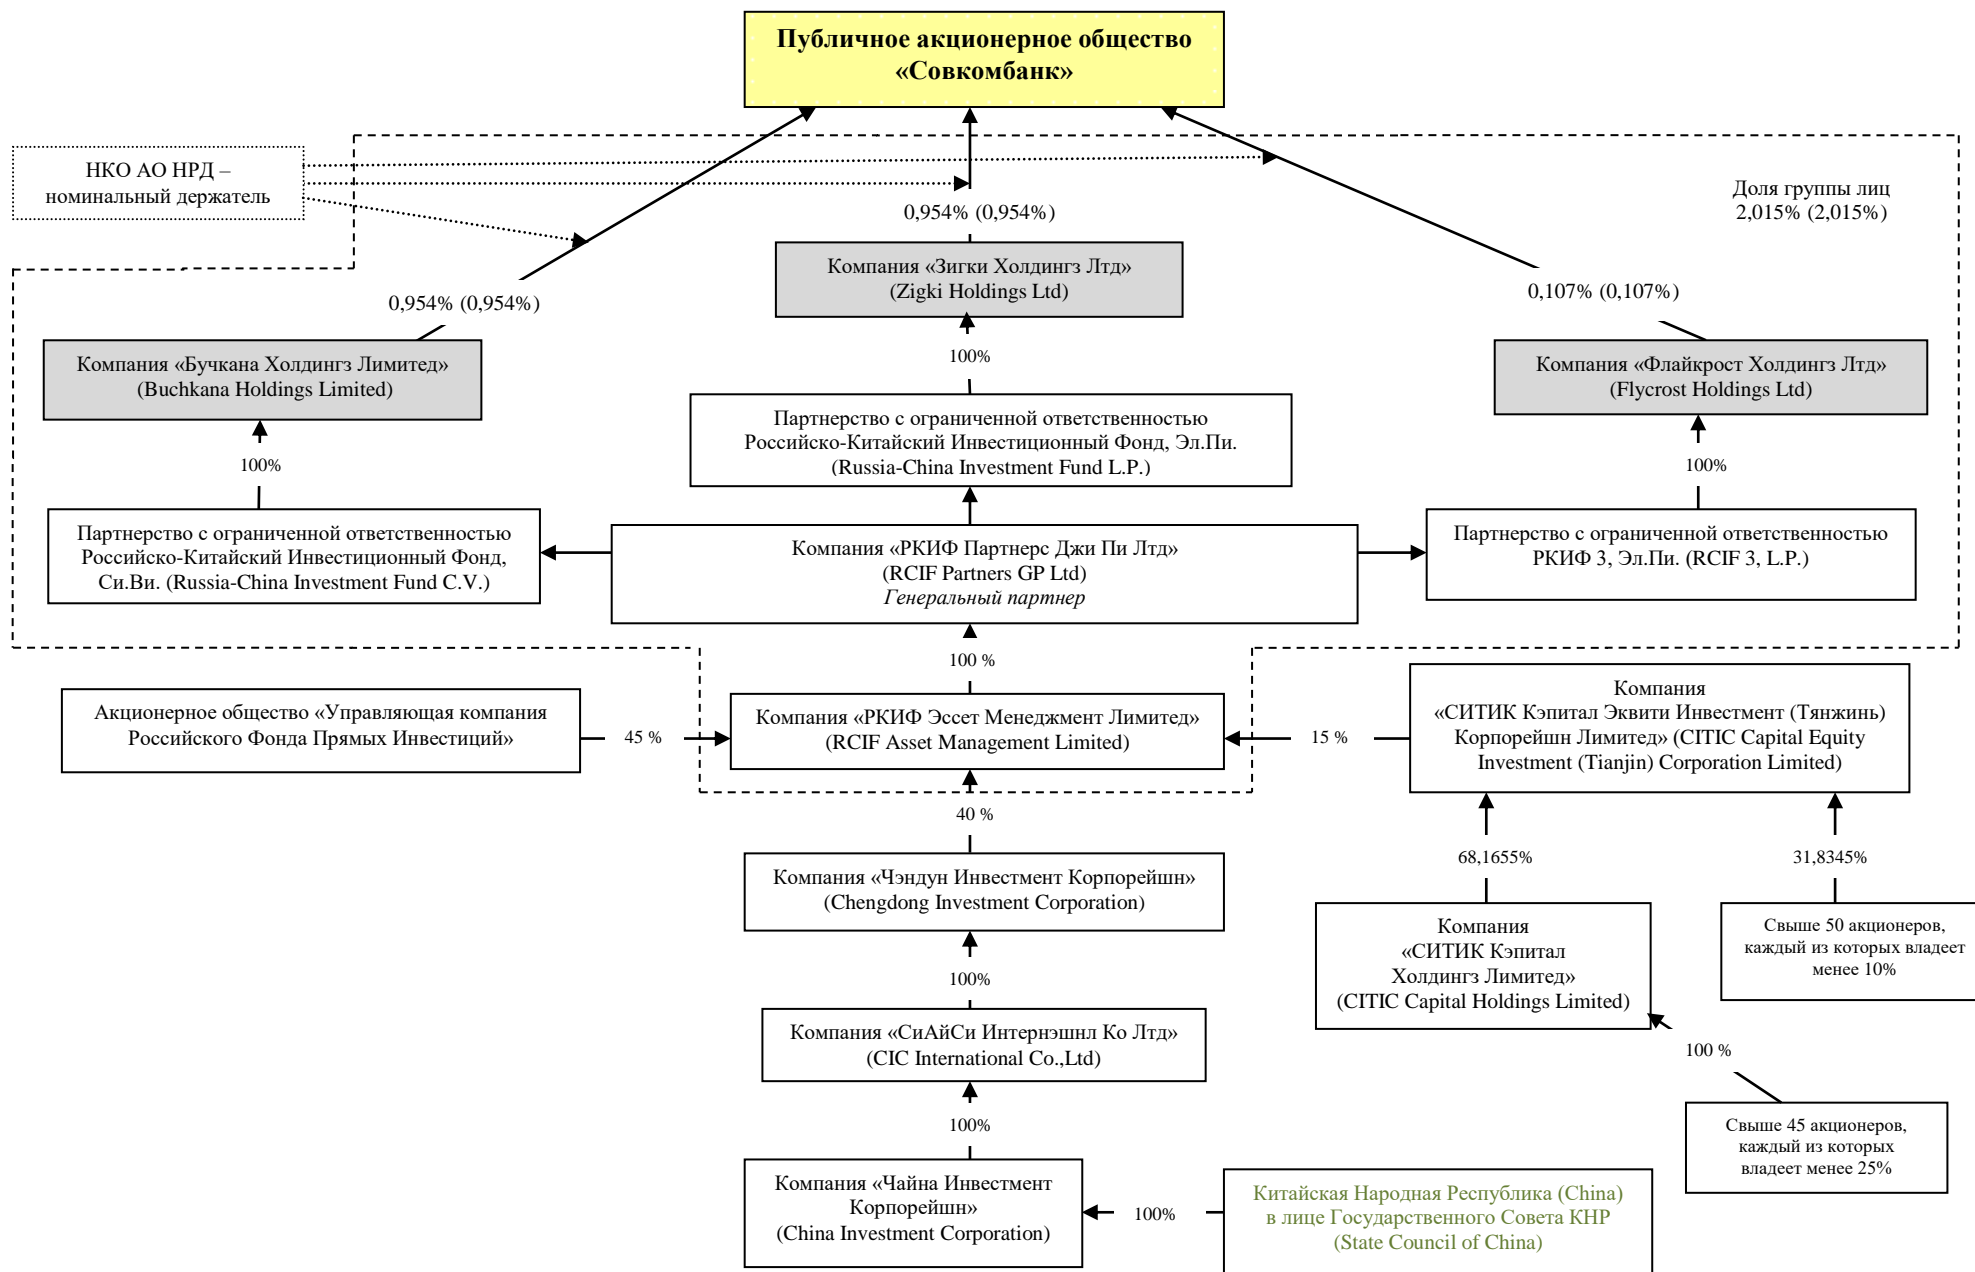 Публичное акционерное общество
«Совкомбанк»
НКО АО НРД –
номинальный держатель
Доля группы лиц
2,015% (2,015%)
0,954% (0,954%)
Компания «Зигки Холдингз Лтд»
(Zigki Holdings Ltd)
0,954% (0,954%)
0,107% (0,107%)
Компания «Бучкана Холдингз Лимитед»
(Buchkana Holdings Limited)
100%
Компания «Флайкрост Холдингз Лтд»
(Flycrost Holdings Ltd)
Партнерство с ограниченной ответственностью
Российско-Китайский Инвестиционный Фонд, Эл.Пи.
(Russia-China Investment Fund L.P.)
100%
100%
Партнерство с ограниченной ответственностью
Российско-Китайский Инвестиционный Фонд,
Си.Ви. (Russia-China Investment Fund C.V.)
Компания «РКИФ Партнерс Джи Пи Лтд»
(RCIF Partners GP Ltd)
Генеральный партнер
Партнерство с ограниченной ответственностью
РКИФ 3, Эл.Пи. (RCIF 3, L.P.)
100 %
Акционерное общество «Управляющая компания
Российского Фонда Прямых Инвестиций»
45 %
Компания «РКИФ Эссет Менеджмент Лимитед»
(RCIF Asset Management Limited)
15 %
Компания
«СИТИК Кэпитал Эквити Инвестмент (Тянжинь)
Корпорейшн Лимитед» (CITIC Capital Equity
Investment (Tianjin) Corporation Limited)
40 %
68,1655%
31,8345%
Компания «Чэндун Инвестмент Корпорейшн»
(Chengdong Investment Corporation)
Компания
«СИТИК Кэпитал
Холдингз Лимитед»
(CITIC Capital Holdings Limited)
Свыше 50 акционеров,
каждый из которых владеет
менее 10%
100%
Компания «СиАйСи Интернэшнл Ко Лтд»
(CIC International Co.,Ltd)
100 %
100%
Свыше 45 акционеров,
каждый из которых
владеет менее 25%
Компания «Чайна Инвестмент
Корпорейшн»
(China Investment Corporation)
100%
Китайская Народная Республика (China)
в лице Государственного Совета КНР
(State Council of China)